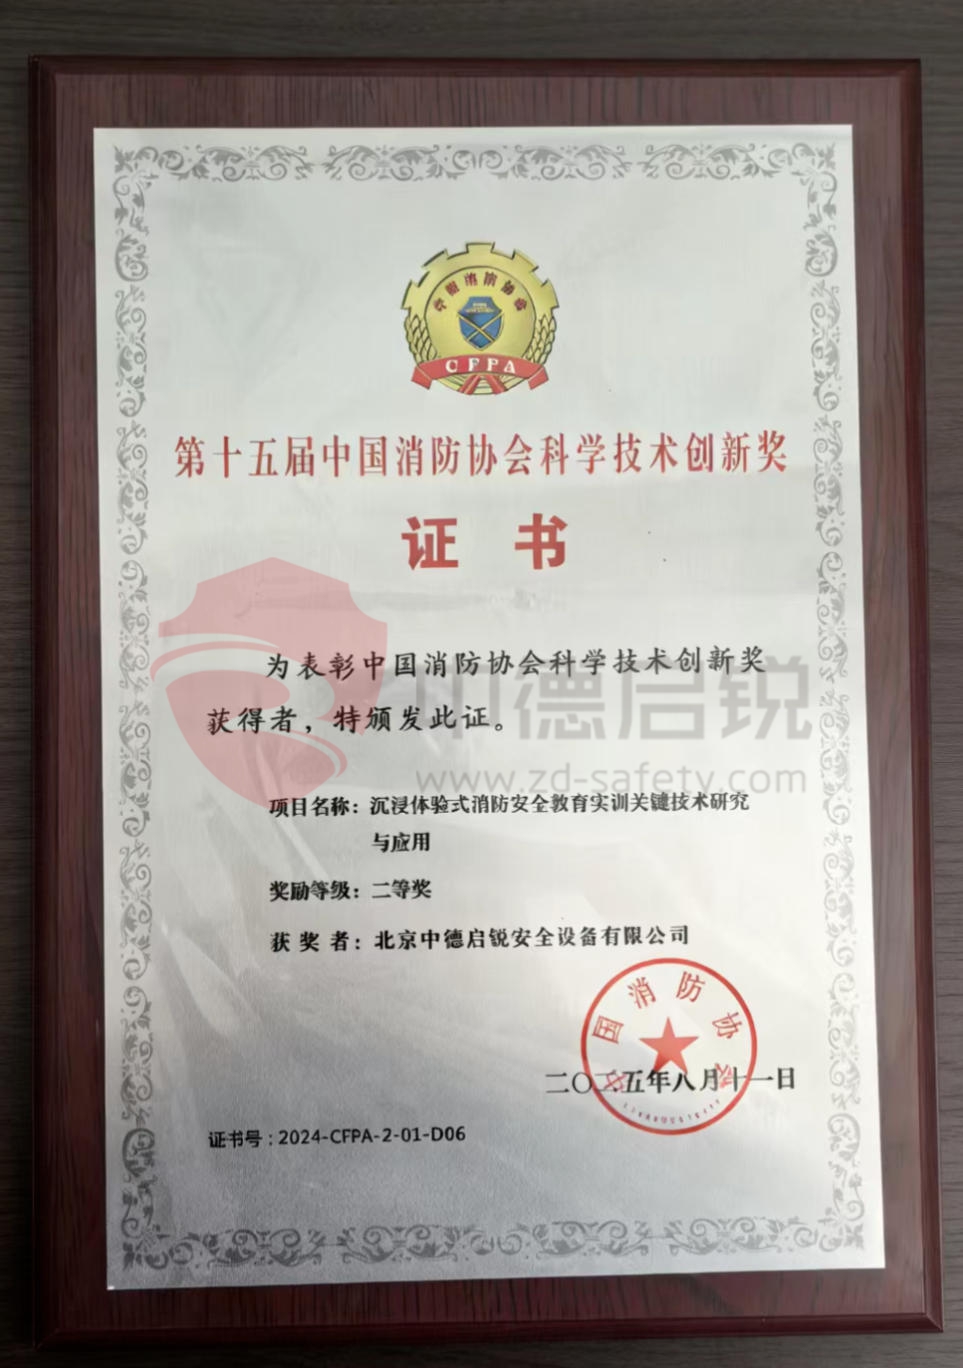 中国消防协会
CFPA
第十五届中国消防协会科学技术创新奖
证 书
为表彰中国消防协会科学技术创新奖
获得者，特颁发此证。
中德启锐
www.zd-safety.com
项目名称：沉浸体验式消防安全教育实训关键技术研究
与应用
奖励等级：二等奖
获 奖 者：北京中德启锐安全设备有限公司
中国消防协会
二〇二五年八月十一日
证书号：2024-CFPA-2-01-D06